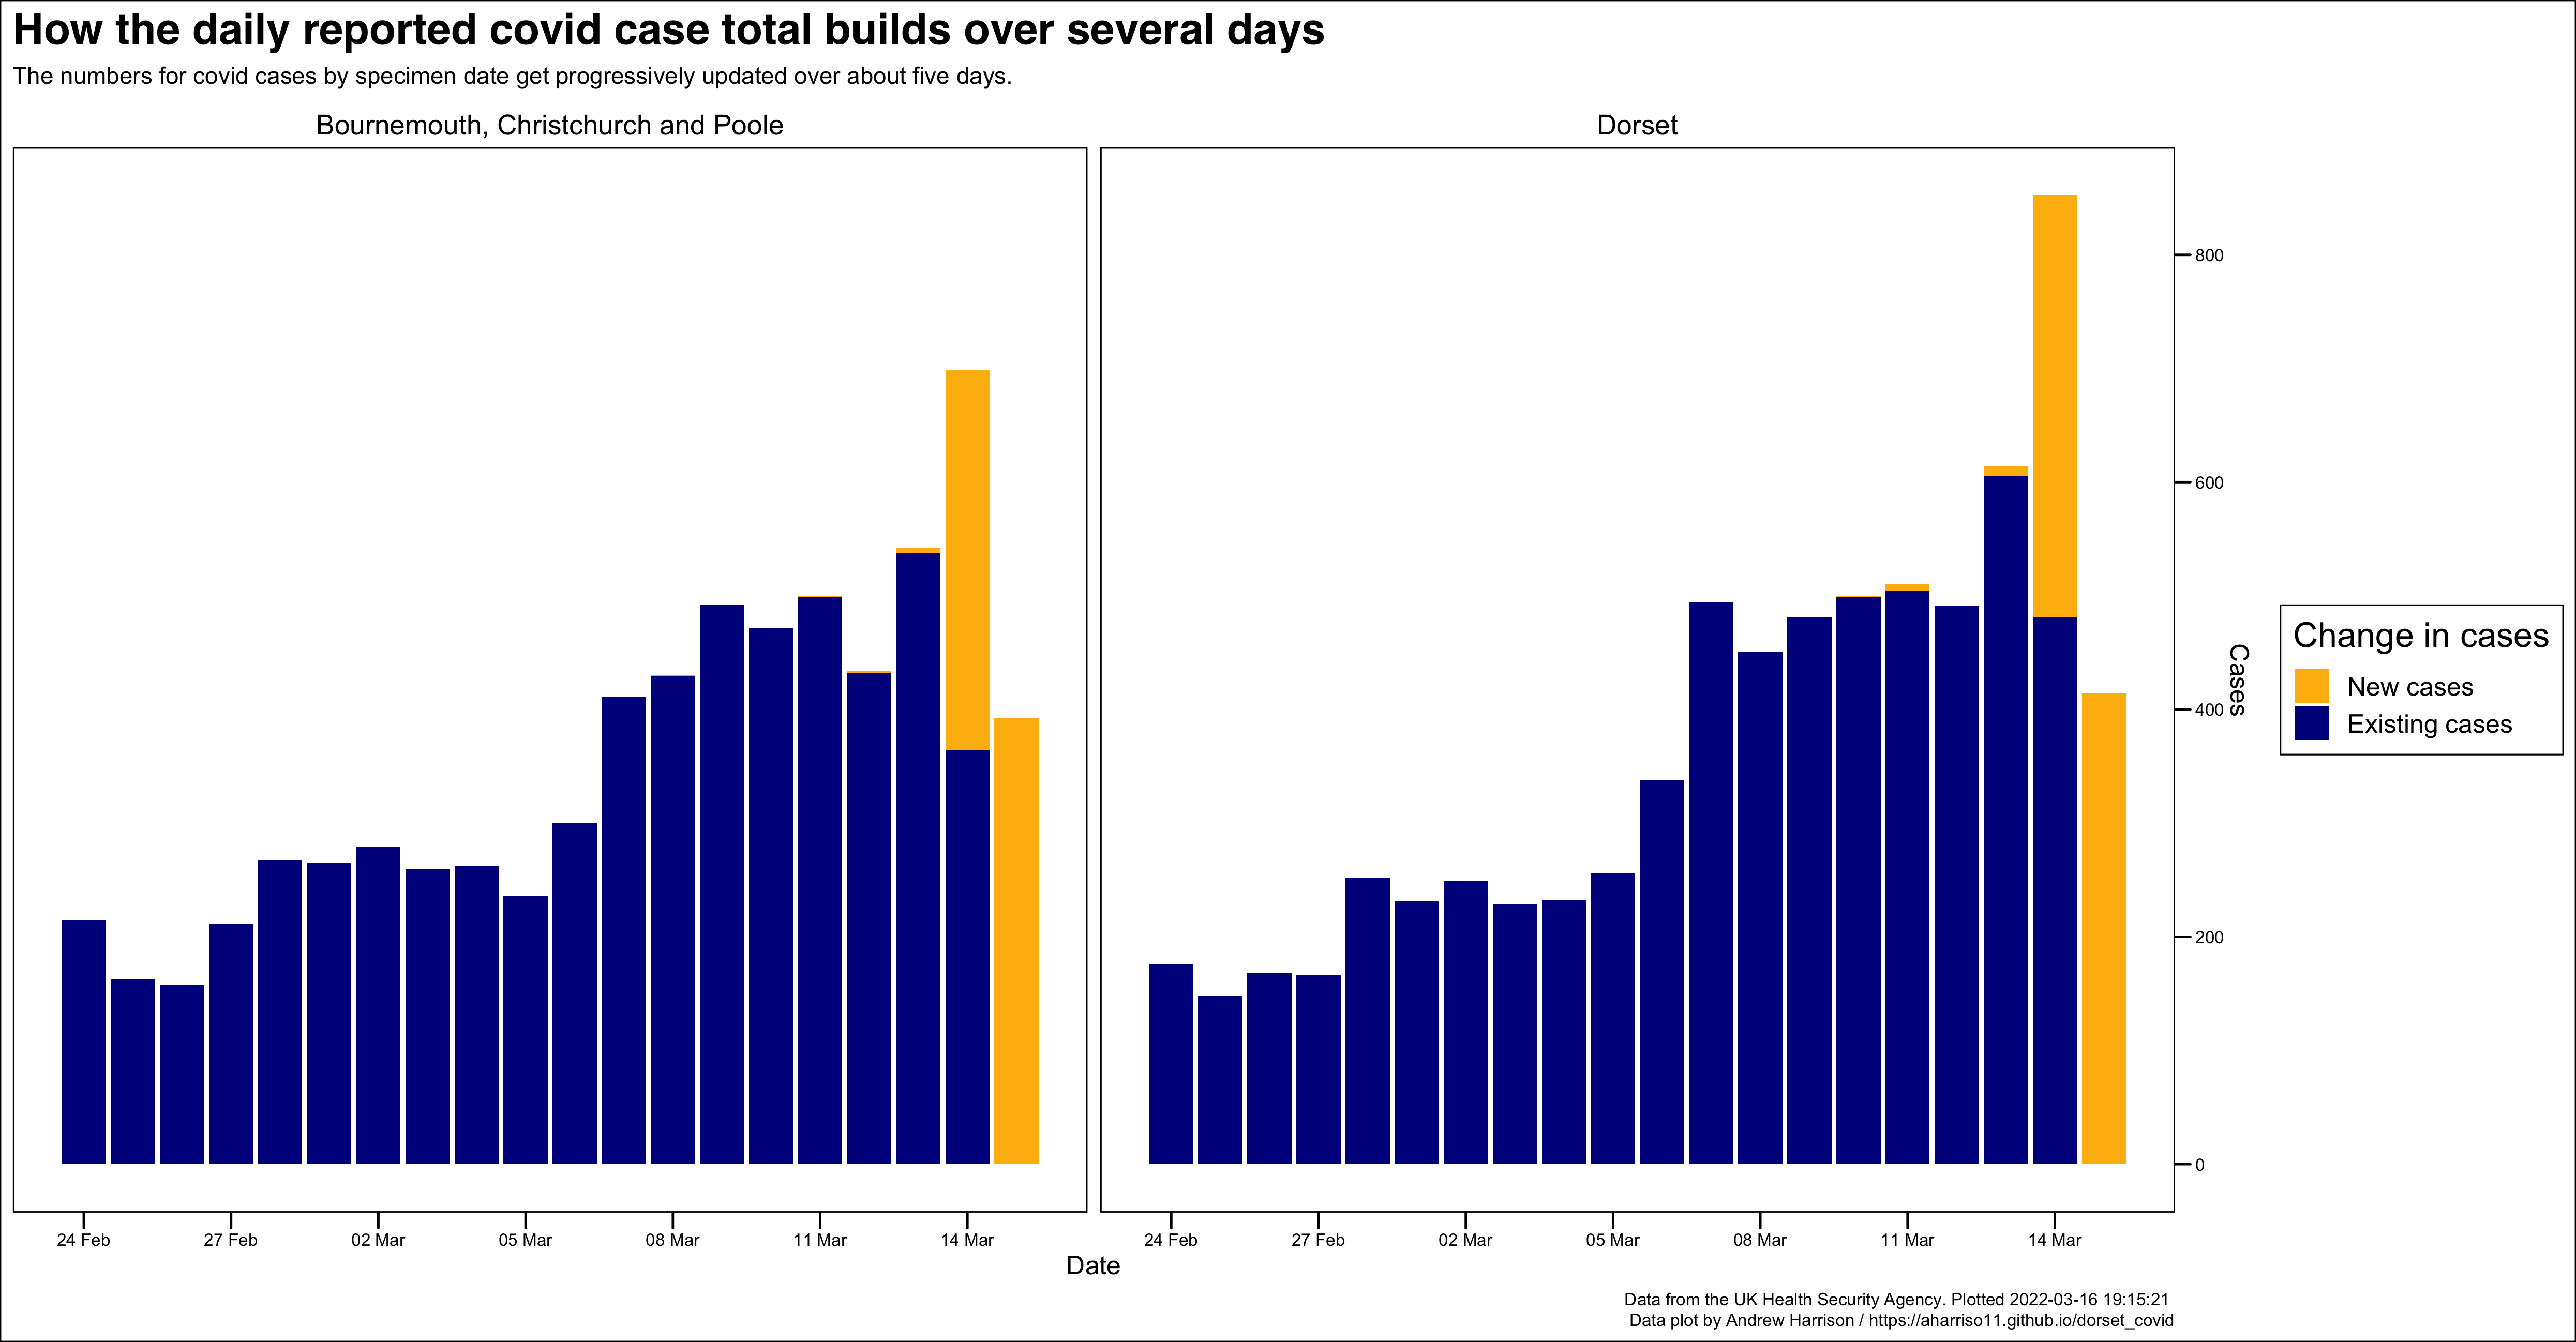 How the daily reported covid case total builds over several days
The numbers for covid cases by specimen date get progressively updated over about five days.
Bournemouth, Christchurch and Poole
Dorset
800
600
400
200
0
Cases
Change in cases
New cases
Existing cases
24 Feb 27 Feb 02 Mar 05 Mar 08 Mar 11 Mar 14 Mar
24 Feb 27 Feb 02 Mar 05 Mar 08 Mar 11 Mar 14 Mar
Date
Data from the UK Health Security Agency. Plotted 2022-03-16 19:15:21
Data plot by Andrew Harrison / https://aharriso11.github.io/dorset_covid